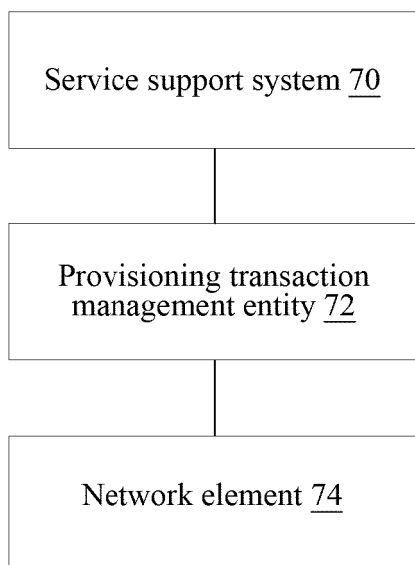 Service support system 70
Provisioning transaction
management entity 72
Network element 74